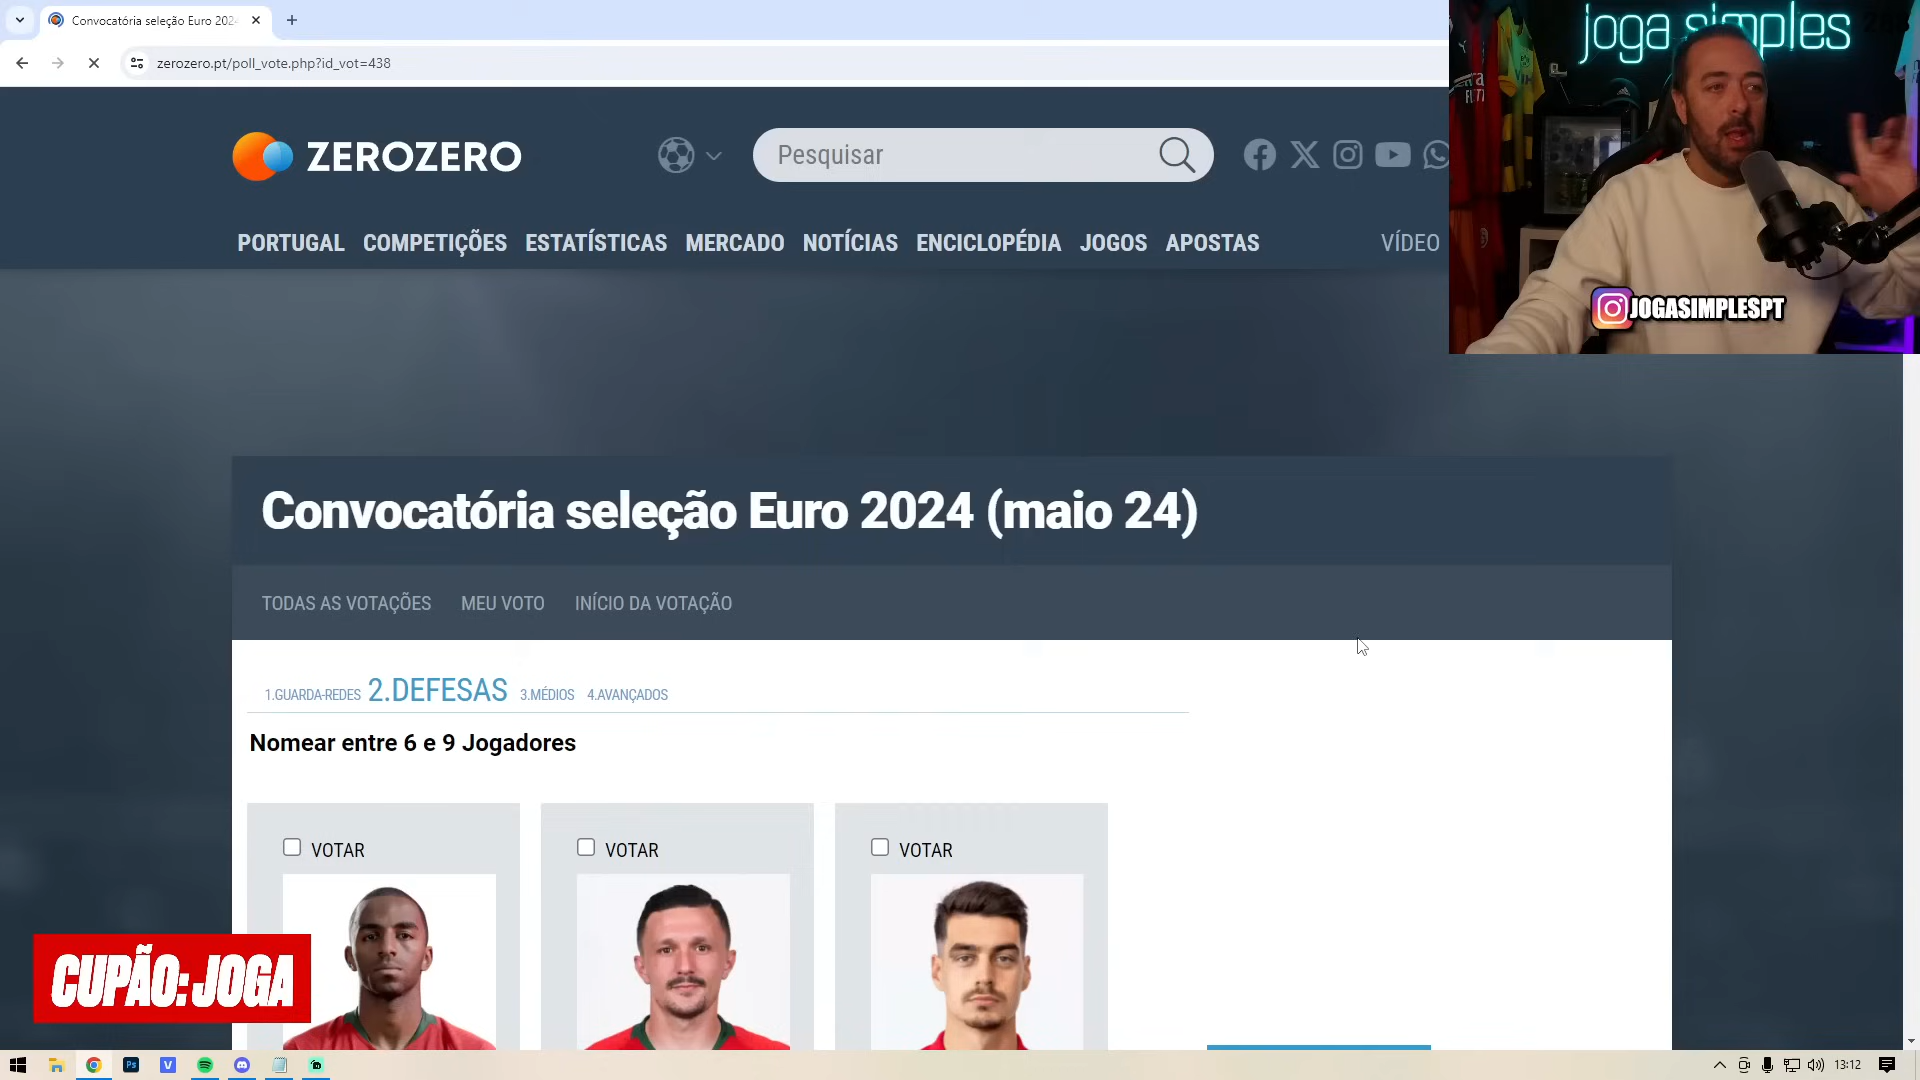 Convocatória seleção Euro 202
zerozero.pt/poll_vote.php?id_vot=438
joga simples
ZEROZERO
Pesquisar
PORTUGAL COMPETIÇÕES ESTATÍSTICAS MERCADO NOTÍCIAS ENCICLOPÉDIA JOGOS APOSTAS VÍDEO
JOGASIMPLESPT
Convocatória seleção Euro 2024 (maio 24)
TODAS AS VOTAÇÕES MEU VOTO INÍCIO DA VOTAÇÃO
1.GUARDA-REDES 2.DEFESAS 3.MÉDIOS 4.AVANÇADOS
Nomear entre 6 e 9 Jogadores
VOTAR VOTAR VOTAR
CUPÃO: JOGA
Ps V 13:12